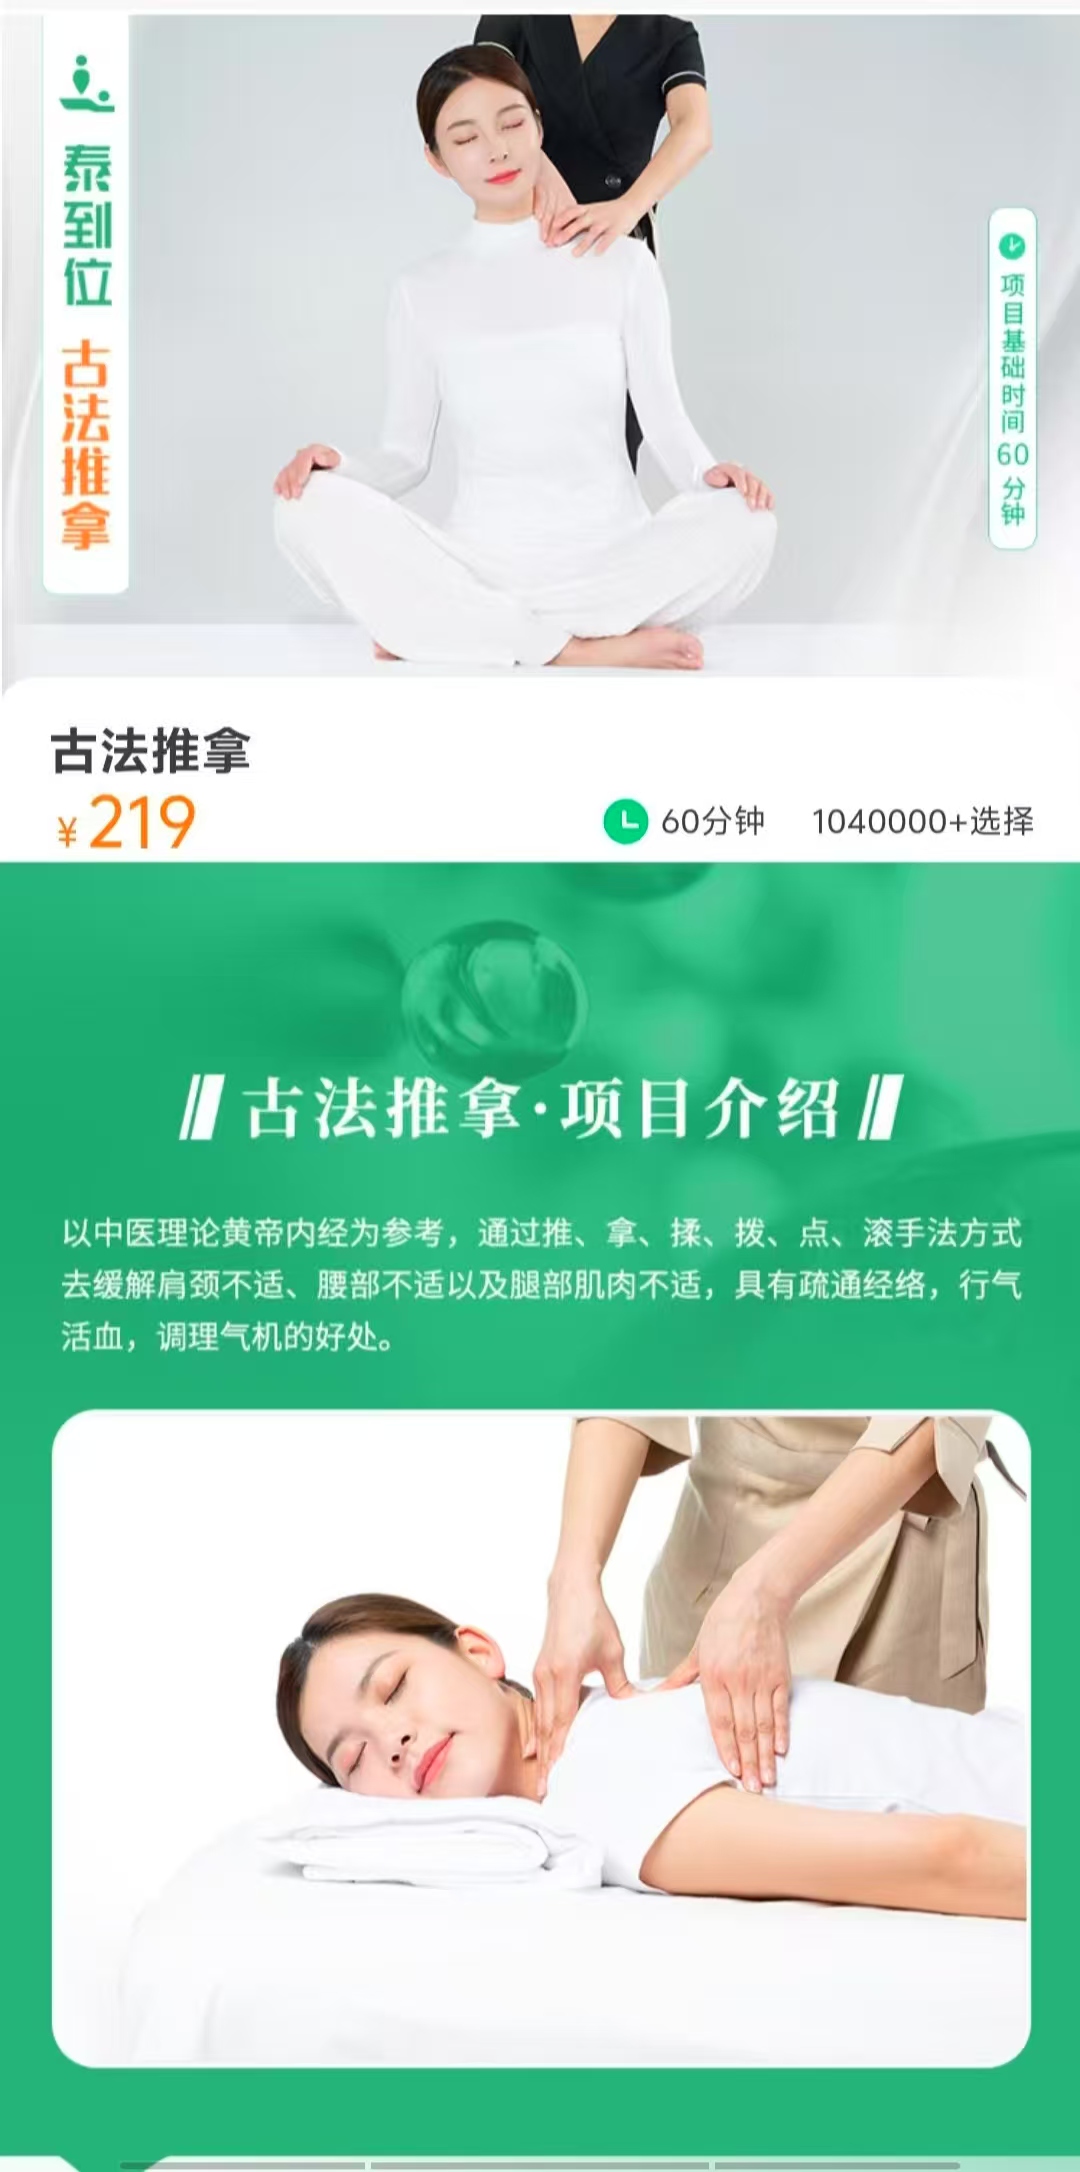 泰到位 古法推拿
项目基础时间60分钟
古法推拿
¥219
60分钟 1040000+选择
古法推拿·项目介绍
以中医理论黄帝内经为参考，通过推、拿、揉、拨、点、滚手法方式
去缓解肩颈不适、腰部不适以及腿部肌肉不适，具有疏通经络，行气
活血，调理气机的好处。